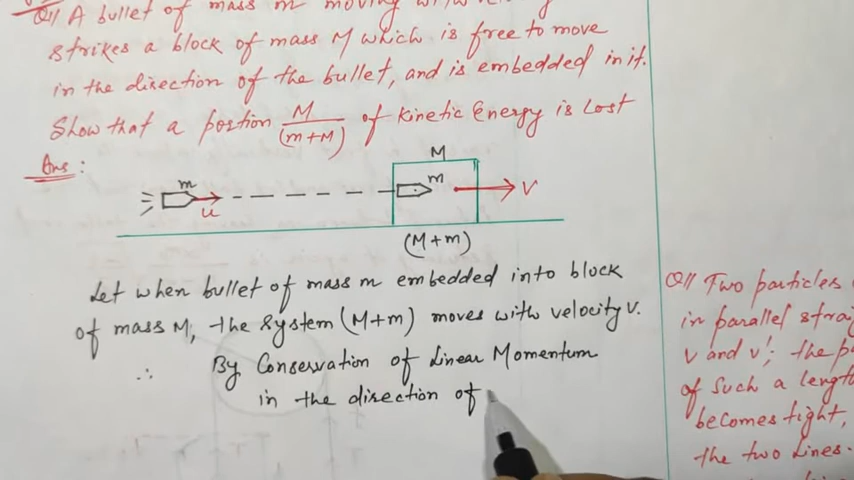 Q11 A bullet of mass m moving with
strikes a block of mass M which is free to move
in the direction of the bullet, and is embedded in it.
Show that a portion M/(m+M) of kinetic Energy is Lost
Ans:
m
u
M
m
V
(M+m)
Let when bullet of mass m embedded into block
of mass M, the system (M+m) moves with velocity V.
∴ By Conservation of Linear Momentum
in the direction of
Q11 Two particles
in parallel
V and V'; the
of such a length
becomes tight,
the two lines.